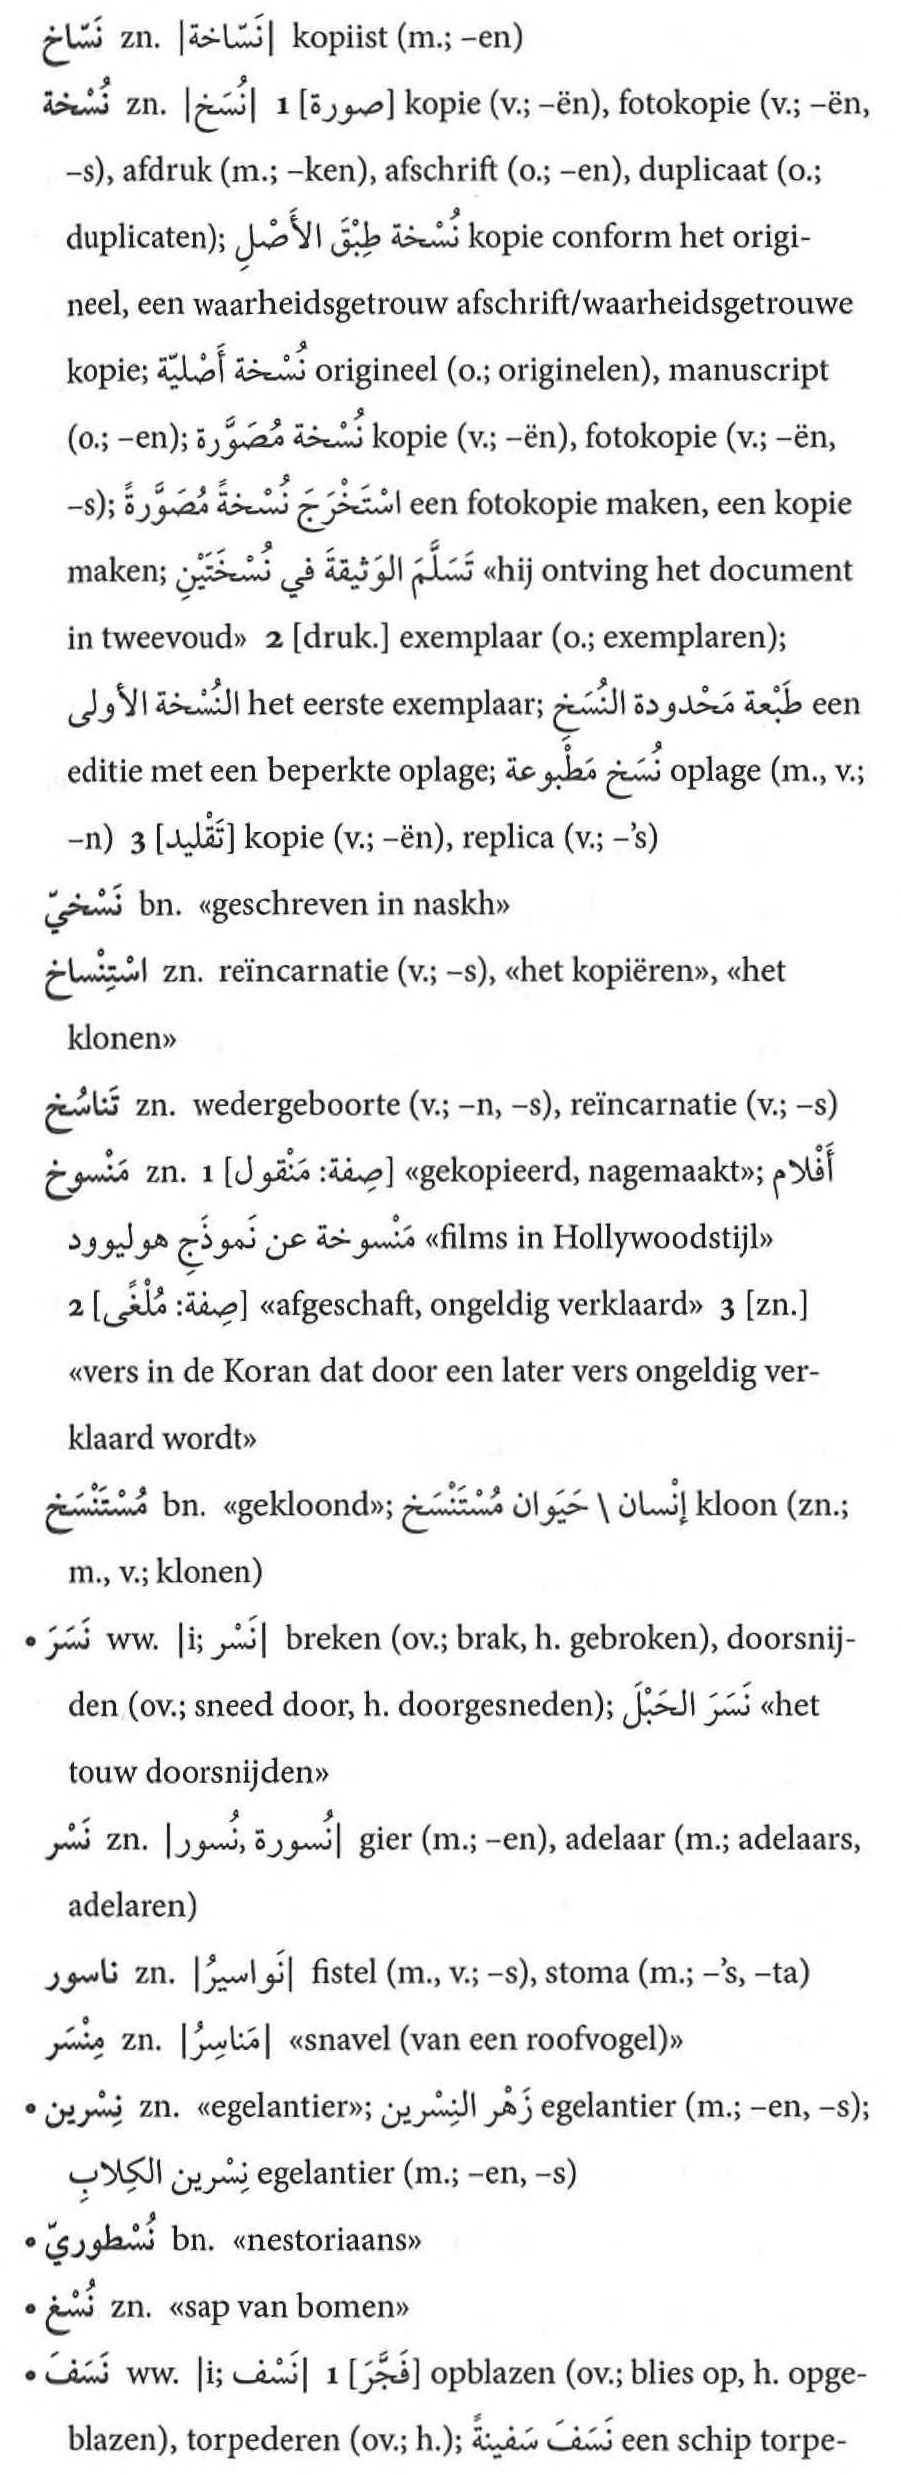 نَسّاخ zn. |نَسّاخة| kopiist (m.; –en)
نُسْخة zn. |نُسَخ| 1 [صورة] kopie (v.; –ën), fotokopie (v.; –ën,
–s), afdruk (m.; –ken), afschrift (o.; –en), duplicaat (o.;
duplicaten); نُسْخة طِبْقَ الأَصْلِ kopie conform het origi-
neel, een waarheidsgetrouw afschrift/waarheidsgetrouwe
kopie; نُسْخة أَصْليّة origineel (o.; originelen), manuscript
(o.; –en); نُسْخة مُصَوَّرة kopie (v.; –ën), fotokopie (v.; –ën,
–s); اسْتَخْرَجَ نُسْخةً مُصَوَّرةً een fotokopie maken, een kopie
maken; تَسَلَّمَ الوَثيقةَ في نُسْخَتَيْنِ «hij ontving het document
in tweevoud» 2 [druk.] exemplaar (o.; exemplaren);
النُسْخة الأولى het eerste exemplaar; طَبْعة مَحْدودة النُسَخ een
editie met een beperkte oplage; نُسَخ مَطْبوعة oplage (m., v.;
–n) 3 [تَقْليد] kopie (v.; –ën), replica (v.; –’s)
نَسْخيّ bn. «geschreven in naskh»
اسْتِنْساخ zn. reïncarnatie (v.; –s), «het kopiëren», «het
klonen»
تَناسُخ zn. wedergeboorte (v.; –n, –s), reïncarnatie (v.; –s)
مَنْسوخ zn. 1 [صِفة: مَنْقول] «gekopieerd, nagemaakt»; أَفْلام
مَنْسوخة عن نَموذَجِ هوليوود «films in Hollywoodstijl»
2 [صِفة: مُلْغًى] «afgeschaft, ongeldig verklaard» 3 [zn.]
«vers in de Koran dat door een later vers ongeldig ver-
klaard wordt»
مُسْتَنْسَخ bn. «gekloond»; إنْسان \ حَيَوان مُسْتَنْسَخ kloon (zn.;
m., v.; klonen)
• نَسَرَ ww. |i; نَسْر| breken (ov.; brak, h. gebroken), doorsnij-
den (ov.; sneed door, h. doorgesneden); نَسَرَ الحَبْلَ «het
touw doorsnijden»
نَسْر zn. |نُسورة, نُسور| gier (m.; –en), adelaar (m.; adelaars,
adelaren)
ناسور zn. |نَواسيرُ| fistel (m., v.; –s), stoma (m.; –’s, –ta)
مِنْسَر zn. |مَناسِرُ| «snavel (van een roofvogel)»
• نِسْرين zn. «egelantier»; زَهْر النِسْرين egelantier (m.; –en, –s);
نِسْرين الكِلابِ egelantier (m.; –en, –s)
• نُسْطوريّ bn. «nestoriaans»
• نُسْغ zn. «sap van bomen»
• نَسَفَ ww. |i; نَسْف| 1 [فَجَّرَ] opblazen (ov.; blies op, h. opge-
blazen), torpederen (ov.; h.); نَسَفَ سَفينةً een schip torpe-